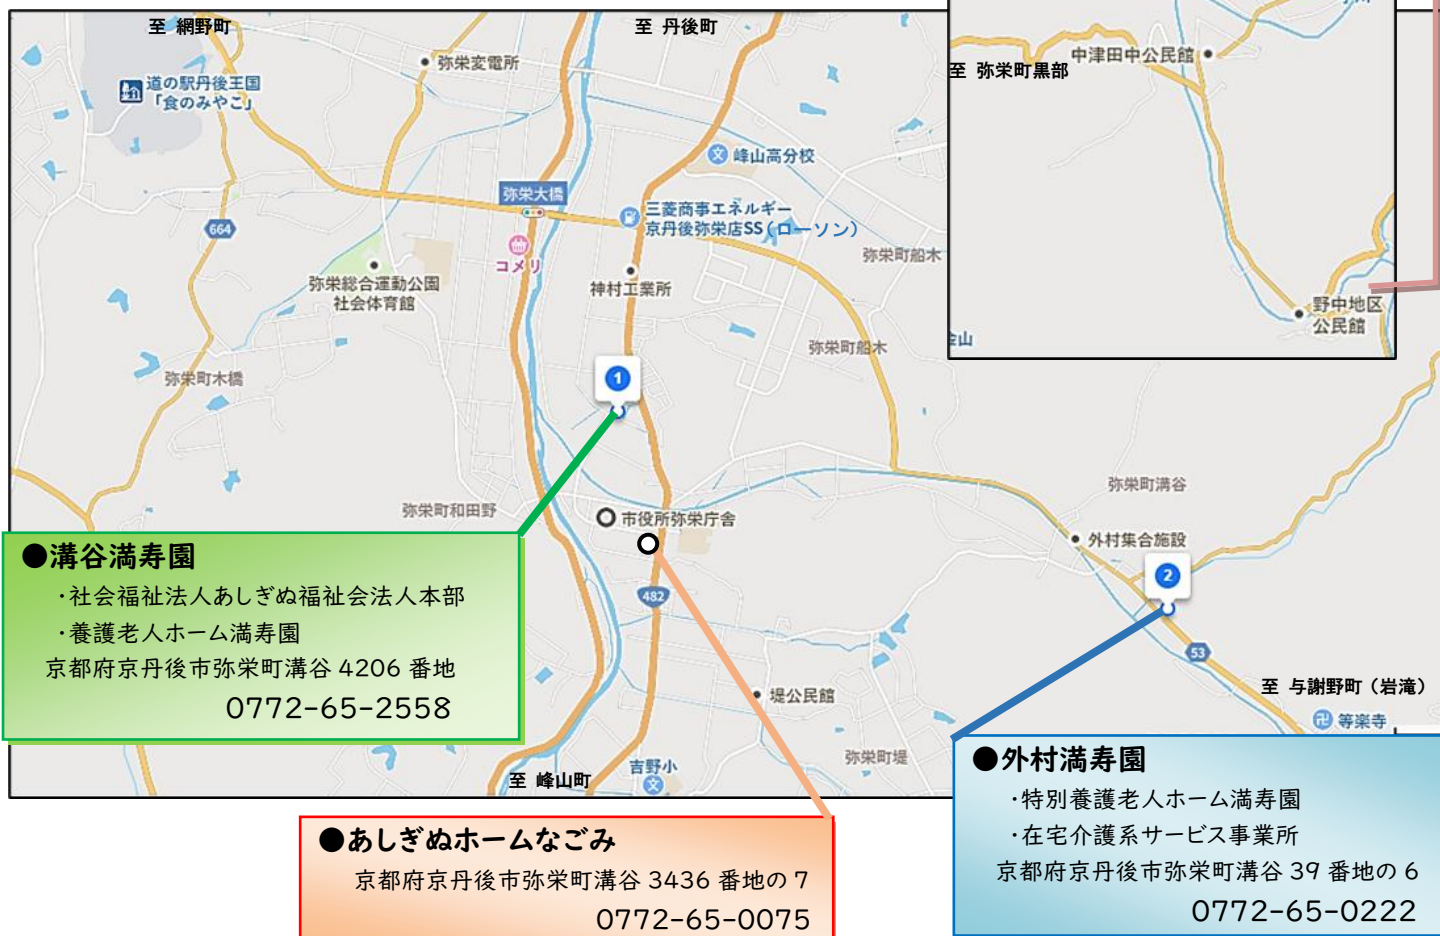 至 網野町
至 丹後町
弥栄変電所
道の駅丹後王国
「食のみやこ」
中津田中公民館
至 弥栄町黒部
文 峰山高分校
弥栄大橋
三菱商事エネルギー
京丹後弥栄店SS(ローソン)
664
コメリ
弥栄町船木
弥栄総合運動公園
社会体育館
神村工業所
野中地区
公民館
弥栄町船木
弥栄町木橋
1
弥栄町溝谷
弥栄町和田野
市役所弥栄庁舎
外村集合施設
2
482
53
至 与謝野町(岩滝)
卍 等楽寺
堤公民館
弥栄町堤
至 峰山町
吉野小
文
●溝谷満寿園
・社会福祉法人あしぎぬ福祉会法人本部
・養護老人ホーム満寿園
京都府京丹後市弥栄町溝谷 4206 番地
0772-65-2558
●あしぎぬホームなごみ
京都府京丹後市弥栄町溝谷 3436 番地の 7
0772-65-0075
●外村満寿園
・特別養護老人ホーム満寿園
・在宅介護系サービス事業所
京都府京丹後市弥栄町溝谷 39 番地の 6
0772-65-0222